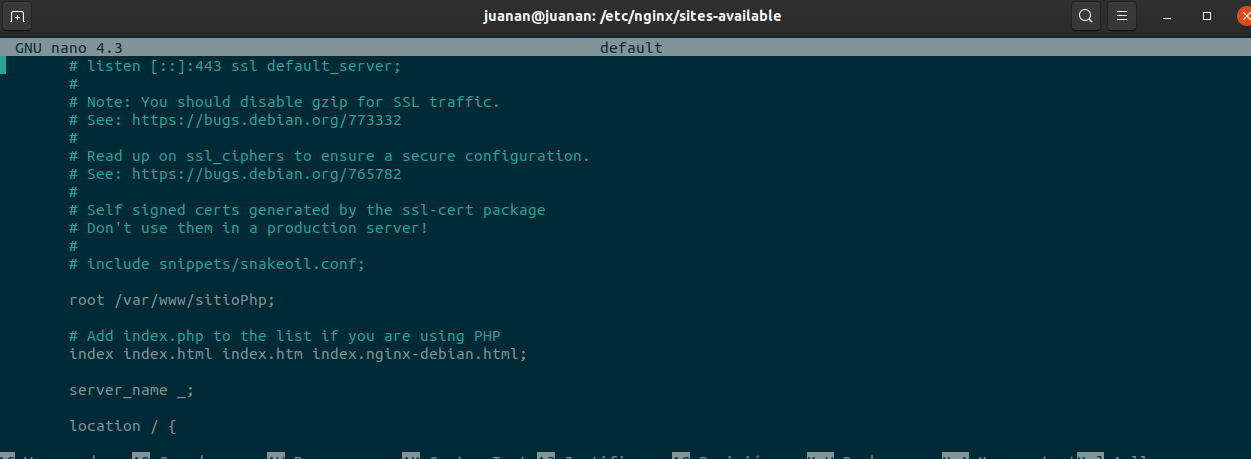 juanan@juanan: /etc/nginx/sites-available
GNU nano 4.3 default
# listen [::]:443 ssl default_server;
#
# Note: You should disable gzip for SSL traffic.
# See: https://bugs.debian.org/773332
#
# Read up on ssl_ciphers to ensure a secure configuration.
# See: https://bugs.debian.org/765782
#
# Self signed certs generated by the ssl-cert package
# Don't use them in a production server!
#
# include snippets/snakeoil.conf;
root /var/www/sitioPhp;
# Add index.php to the list if you are using PHP
index index.html index.htm index.nginx-debian.html;
server_name _;
location / {